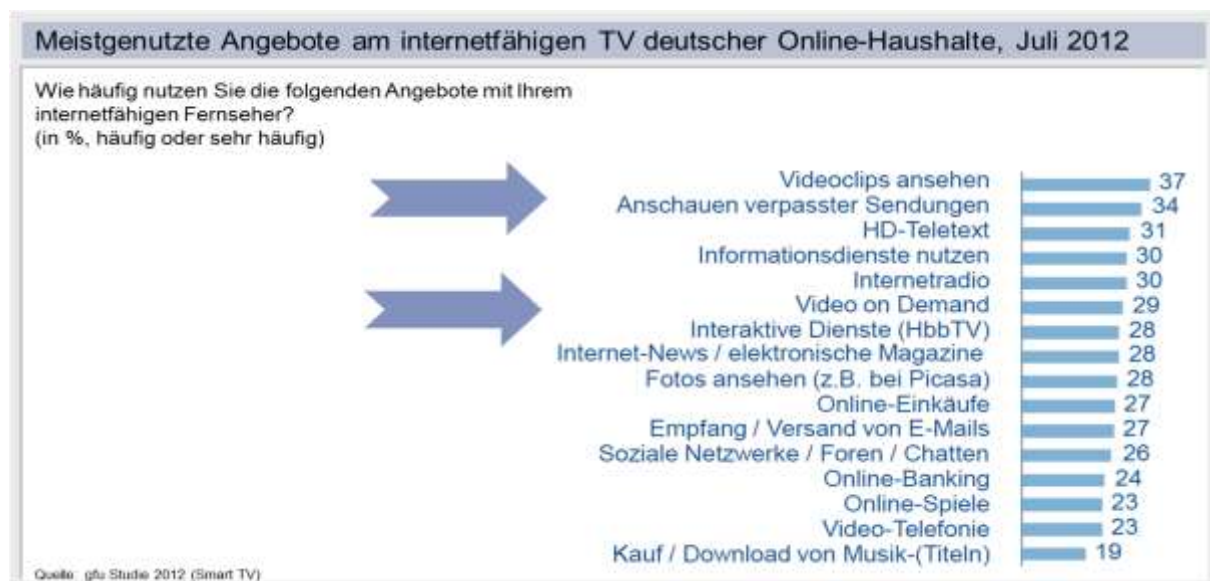 Meistgenutzte Angebote am internetfähigen TV deutscher Online-Haushalte, Juli 2012
Wie häufig nutzen Sie die folgenden Angebote mit Ihrem
internetfähigen Fernseher?
(in %, häufig oder sehr häufig)
Videoclips ansehen 37
Anschauen verpasster Sendungen 34
HD-Teletext 31
Informationsdienste nutzen 30
Internetradio 30
Video on Demand 29
Interaktive Dienste (HbbTV) 28
Internet-News / elektronische Magazine 28
Fotos ansehen (z.B. bei Picasa) 28
Online-Einkäufe 27
Empfang / Versand von E-Mails 27
Soziale Netzwerke / Foren / Chatten 26
Online-Banking 24
Online-Spiele 23
Video-Telefonie 23
Kauf / Download von Musik-(Titeln) 19
Quelle: gfu Studie 2012 (Smart TV)